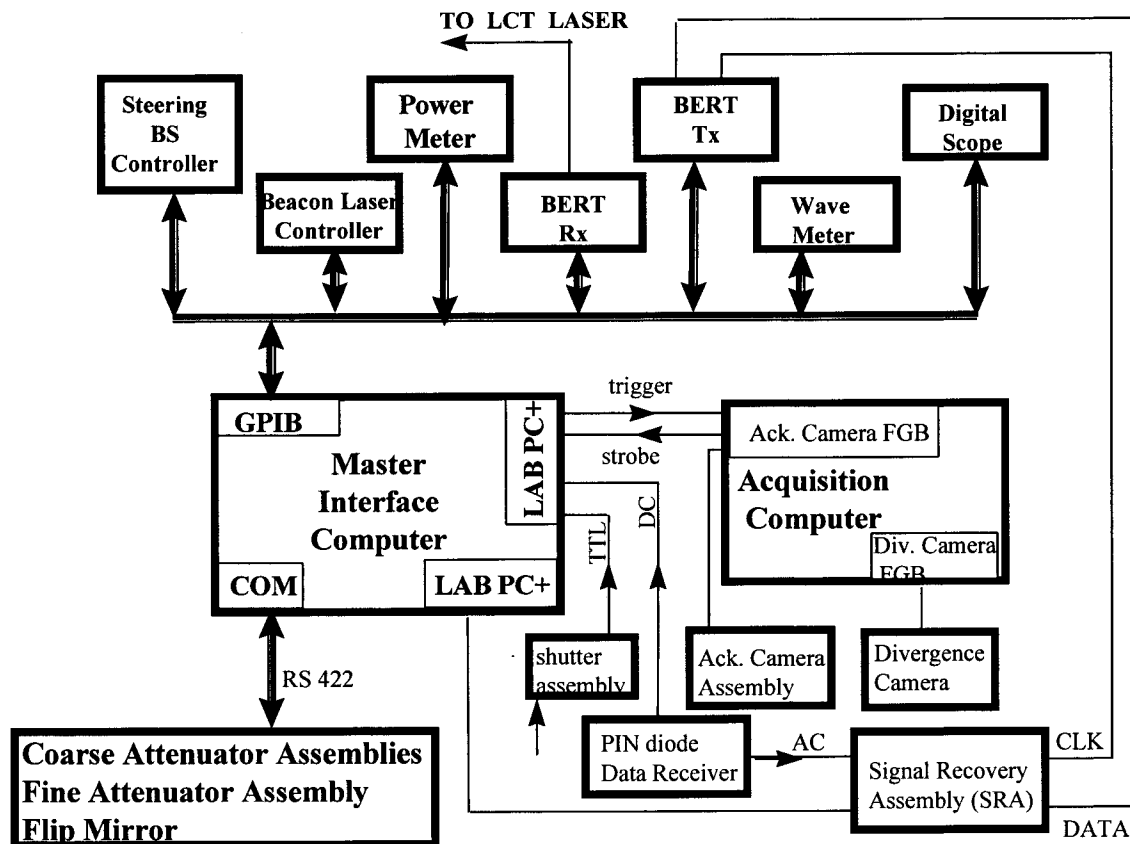 TO LCT LASER
Steering
BS
Controller
Power
Meter
BERT
Tx
Digital
Scope
Beacon Laser
Controller
BERT
Rx
Wave
Meter
GPIB
LAB PC+
Master
Interface
Computer
COM
LAB PC+
trigger
strobe
Ack. Camera FGB
Acquisition
Computer
Div. Camera
FGB
TTL
DC
RS 422
shutter
assembly
Ack. Camera
Assembly
Divergence
Camera
Coarse Attenuator Assemblies
Fine Attenuator Assembly
Flip Mirror
PIN diode
Data Receiver
AC
Signal Recovery
Assembly (SRA)
CLK
DATA